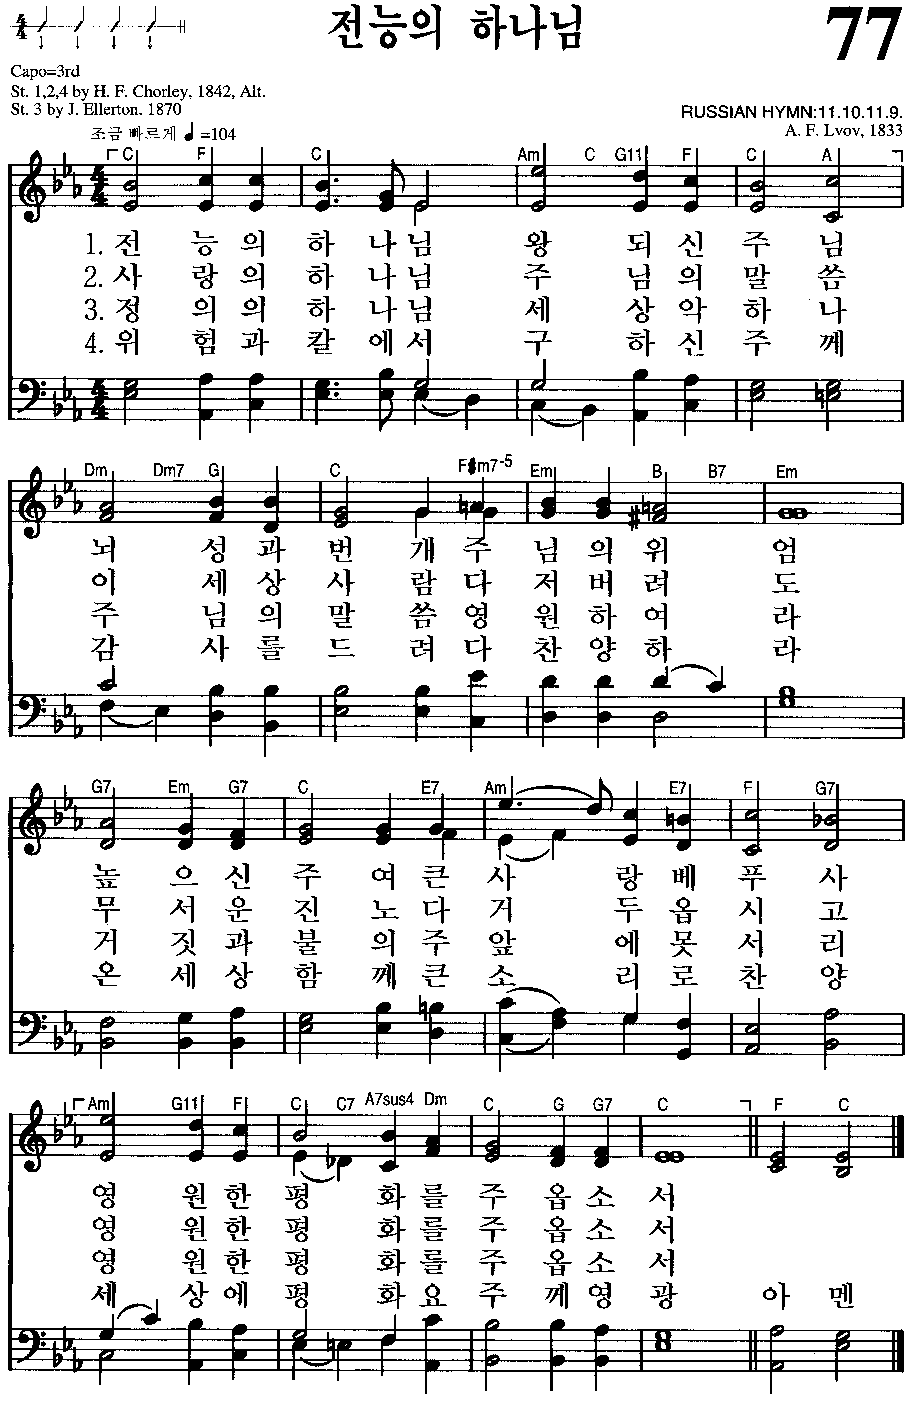 전능의 하나님
77
Capo=3rd
St. 1,2,4 by H. F. Chorley, 1842, Alt.
St. 3 by J. Ellerton. 1870
RUSSIAN HYMN:11.10.11.9.
A. F. Lvov, 1833
조금 빠르게 ♩=104
C F C Am C G11 F C A
1. 전 능 의 하 나 님 왕 되 신 주 님
2. 사 랑 의 하 나 님 주 님 의 말 씀
3. 정 의 의 하 나 님 세 상 악 하 나
4. 위 험 과 칼 에 서 구 하 신 주 께
Dm Dm7 G C F#m7-5 Em B B7 Em
뇌 성 과 번 개 주 님 의 위 엄
이 세 상 사 람 다 저 버 려 도
주 님 의 말 씀 영 원 하 여 라
감 사 를 드 려 다 찬 양 하 라
G7 Em G7 C E7 Am E7 F G7
높 으 신 주 여 큰 사 랑 베 푸 사
무 서 운 진 노 다 거 두 옵 시 고
거 짓 과 불 의 주 앞 에 못 서 리
온 세 상 함 께 큰 소 리 로 찬 양
Am G11 F C C7 A7sus4 Dm C G G7 C F C
영 원 한 평 화 를 주 옵 소 서
영 원 한 평 화 를 주 옵 소 서
영 원 한 평 화 를 주 옵 소 서
세 상 에 평 화 요 주 께 영 광 아 멘